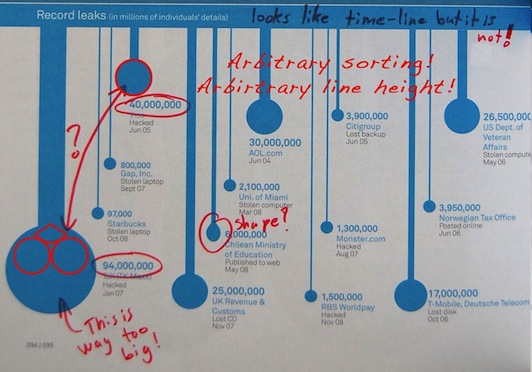 Record leaks (in millions of individuals' details)
looks like time-line but it is
not!
Arbitrary sorting!
Arbirtrary line height!
40,000,000
Hacked
Jun 05
?!
800,000
Gap, Inc.
Stolen laptop
Sept 07
97,000
Starbucks
Stolen laptop
Oct 08
94,000,000
Hacked
Jan 07
This is
way too
big!
30,000,000
AOL.com
Jun 04
2,100,000
Uni. of Miami
Stolen computer
Mar 08
shape?
6,000,000
Chilean Ministry
of Education
Published to web
May 08
25,000,000
UK Revenue &
Customs
Lost CD
Nov 07
3,900,000
Citigroup
Lost backup
Jun 05
1,300,000
Monster.com
Hacked
Aug 07
1,500,000
RBS Worldpay
Hacked
Nov 08
26,500,000
US Dept. of
Veteran
Affairs
Stolen compute
May 06
3,950,000
Norwegian Tax Office
Posted online
Jun 06
17,000,000
T-Mobile, Deutsche Telecom
Lost disk
Oct 06
094 | 095